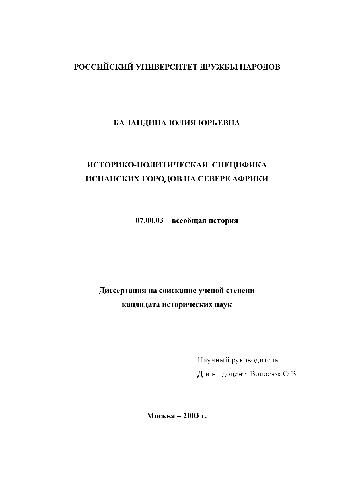 РОССИЙСКИЙ УНИВЕРСИТЕТ ДРУЖБЫ НАРОДОВ
БАЛАНДИНА ЮЛИЯ ЮРЬЕВНА
ИСТОРИКО-ПОЛИТИЧЕСКАЯ СПЕЦИФИКА
ИСПАНСКИХ ГОРОДОВ НА СЕВЕРЕ АФРИКИ
07.00.03 всеобщая история
Диссертация на соискание ученой степени
кандидата исторических наук
Научный руководитель
доцент
Москва – 2003 г.